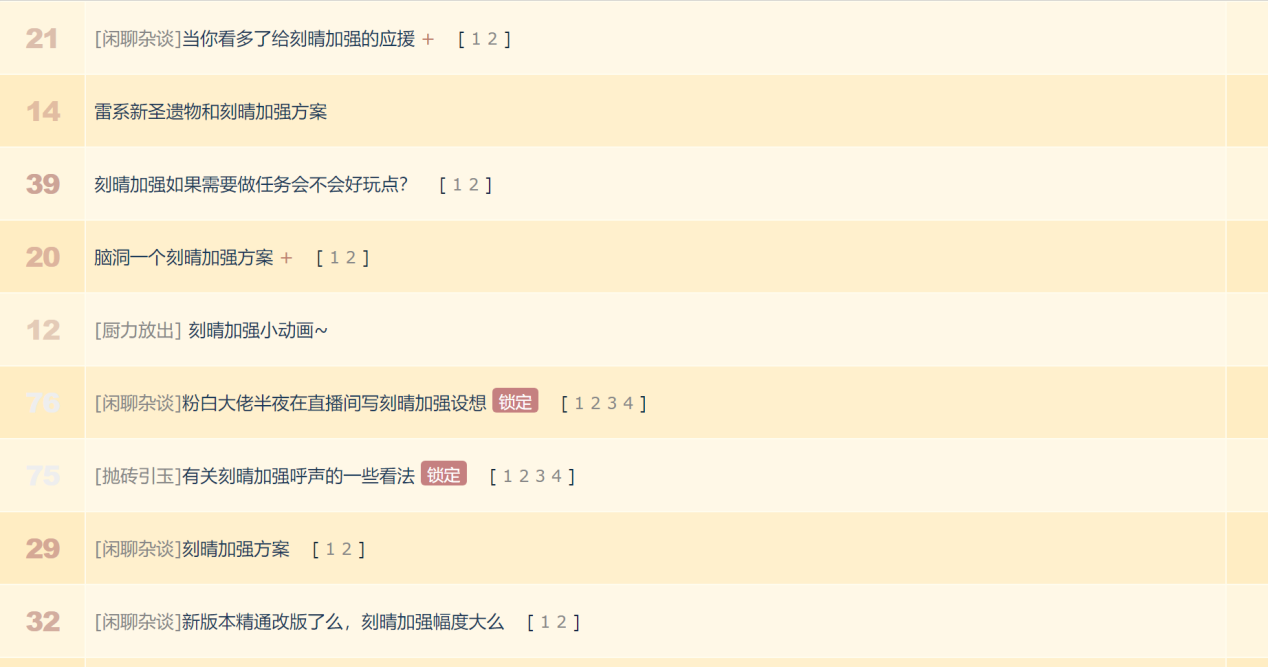 21 [闲聊杂谈]当你看多了给刻晴加强的应援 + [ 1 2 ]
14 雷系新圣遗物和刻晴加强方案
39 刻晴加强如果需要做任务会不会好玩点? [ 1 2 ]
20 脑洞一个刻晴加强方案 + [ 1 2 ]
12 [厨力放出] 刻晴加强小动画~
76 [闲聊杂谈]粉白大佬半夜在直播间写刻晴加强设想 锁定 [ 1 2 3 4 ]
75 [抛砖引玉]有关刻晴加强呼声的一些看法 锁定 [ 1 2 3 4 ]
29 [闲聊杂谈]刻晴加强方案 [ 1 2 ]
32 [闲聊杂谈]新版本精通改版了么，刻晴加强幅度大么 [ 1 2 ]